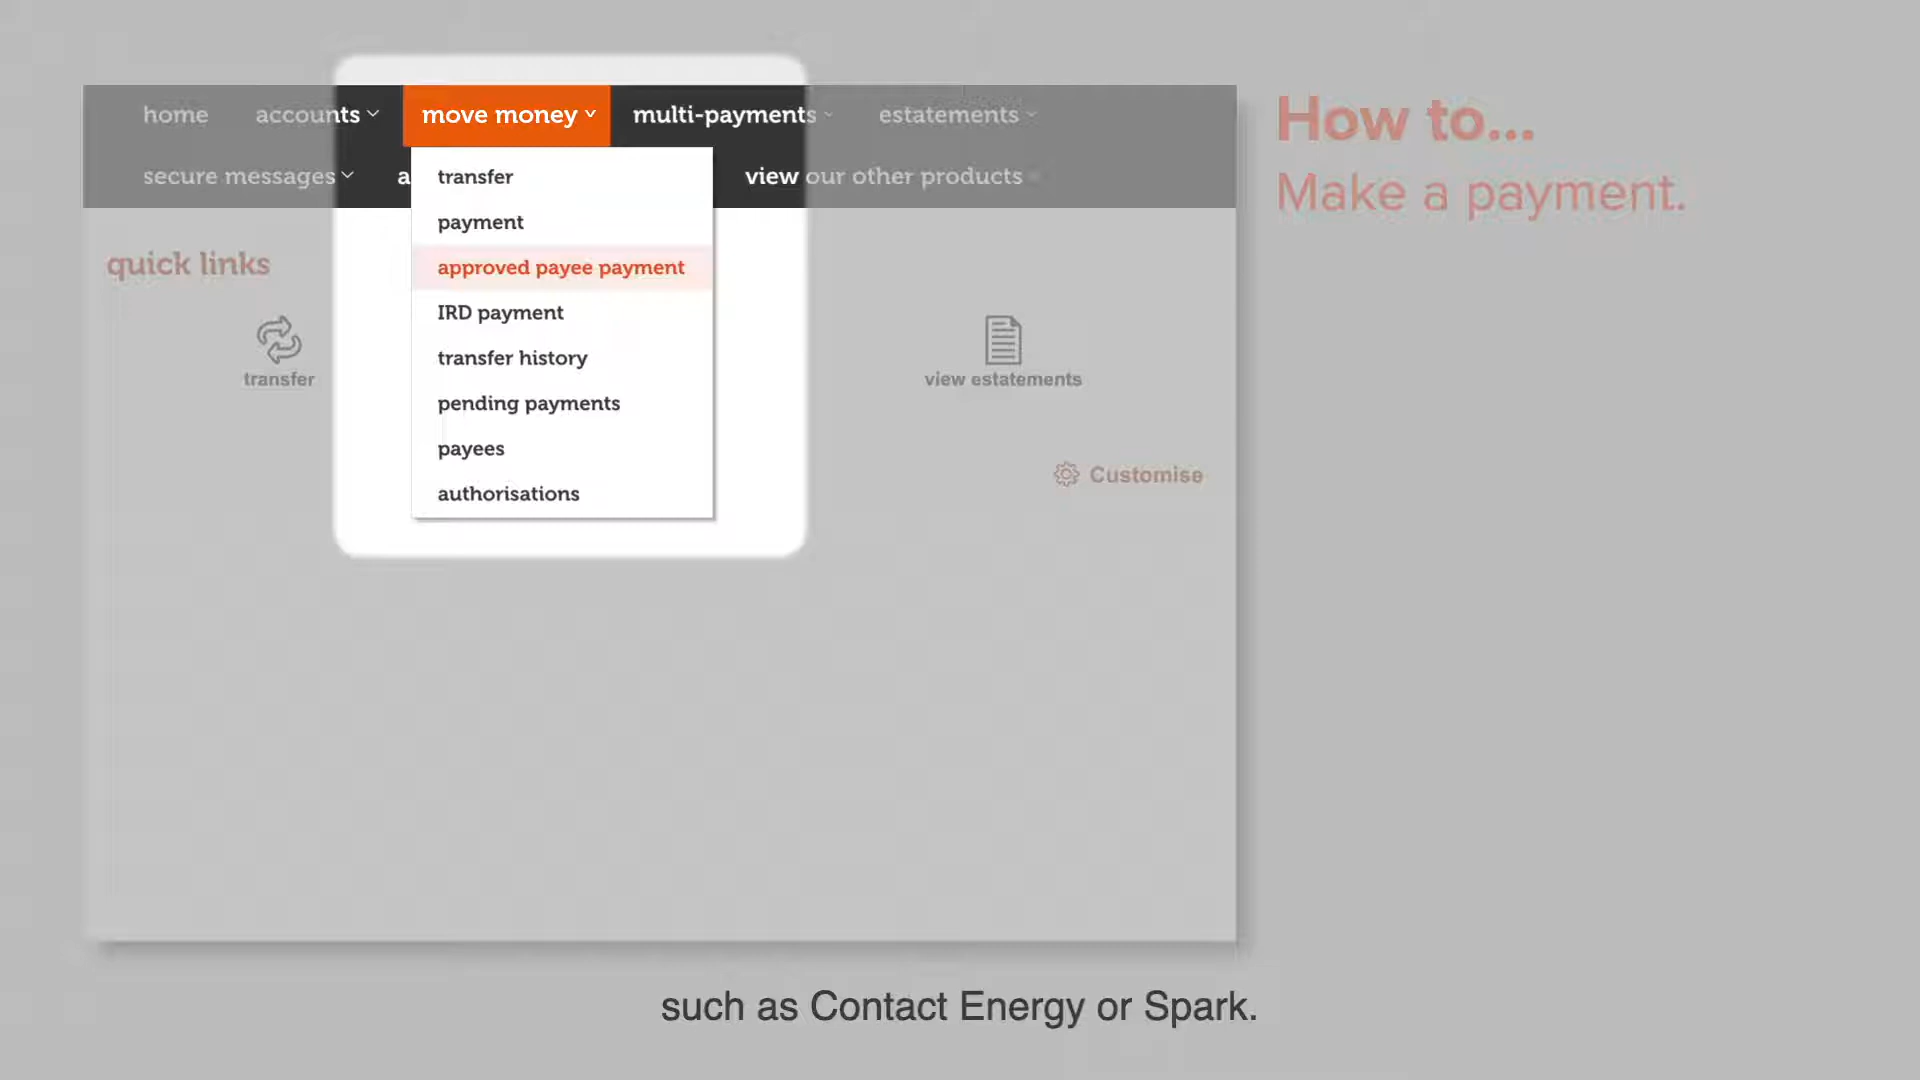 home accounts move money multi-payments estatements
secure messages a view our other products
transfer
payment
approved payee payment
IRD payment
transfer history
pending payments
payees
authorisations
quick links
transfer
view estatements
Customise
How to...
Make a payment.
such as Contact Energy or Spark.